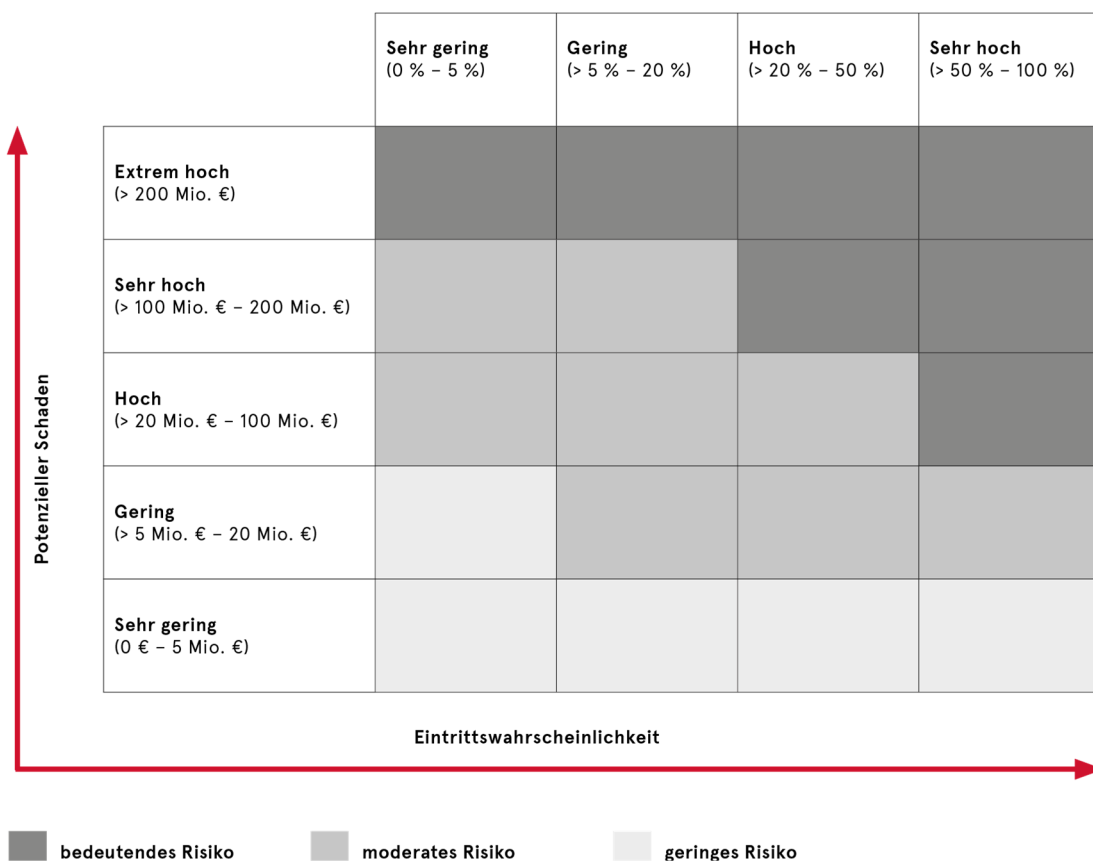 Sehr gering
(0 % – 5 %)
Gering
(> 5 % – 20 %)
Hoch
(> 20 % – 50 %)
Sehr hoch
(> 50 % – 100 %)
Extrem hoch
(> 200 Mio. €)
Sehr hoch
(> 100 Mio. € – 200 Mio. €)
Hoch
(> 20 Mio. € – 100 Mio. €)
Gering
(> 5 Mio. € – 20 Mio. €)
Sehr gering
(0 € – 5 Mio. €)
Potenzieller Schaden
Eintrittswahrscheinlichkeit
bedeutendes Risiko
moderates Risiko
geringes Risiko